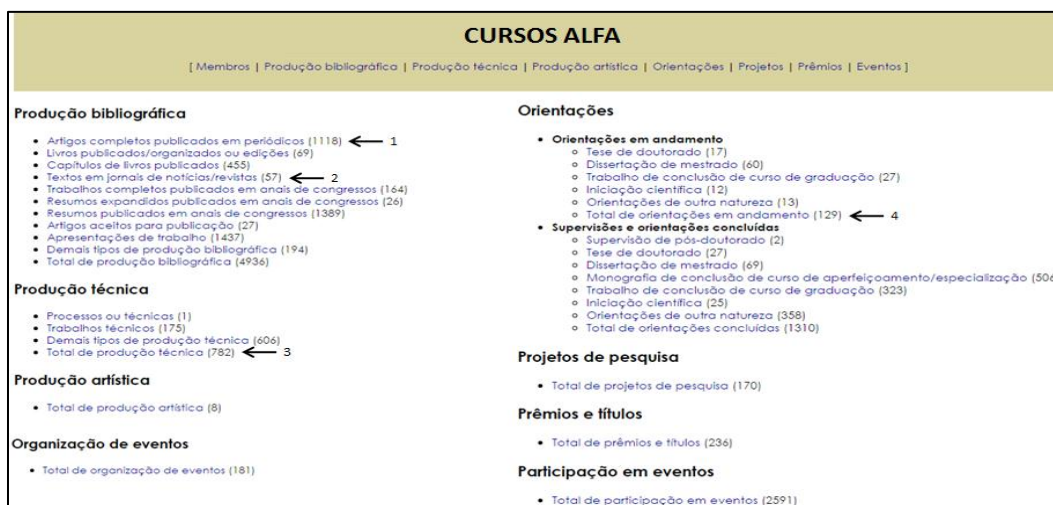 CURSOS ALFA
[ Membros | Produção bibliográfica | Produção técnica | Produção artística | Orientações | Projetos | Prêmios | Eventos ]
Produção bibliográfica
• Artigos completos publicados em periódicos (1118) ← 1
• Livros publicados/organizados ou edições (69)
• Capítulos de livros publicados (455)
• Textos em jornais de notícias/revistas (57) ← 2
• Trabalhos completos publicados em anais de congressos (164)
• Resumos expandidos publicados em anais de congressos (26)
• Resumos publicados em anais de congressos (1389)
• Artigos aceitos para publicação (27)
• Apresentações de trabalho (1437)
• Demais tipos de produção bibliográfica (194)
• Total de produção bibliográfica (4936)
Produção técnica
• Processos ou técnicas (1)
• Trabalhos técnicos (175)
• Demais tipos de produção técnica (606)
• Total de produção técnica (782) ← 3
Produção artística
• Total de produção artística (8)
Organização de eventos
• Total de organização de eventos (181)
Orientações
• Orientações em andamento
○ Tese de doutorado (17)
○ Dissertação de mestrado (60)
○ Trabalho de conclusão de curso de graduação (27)
○ Iniciação científica (12)
○ Orientações de outra natureza (13)
○ Total de orientações em andamento (129) ← 4
• Supervisões e orientações concluídas
○ Supervisão de pós-doutorado (2)
○ Tese de doutorado (27)
○ Dissertação de mestrado (69)
○ Monografia de conclusão de curso de aperfeiçoamento/especialização (506
○ Trabalho de conclusão de curso de graduação (323)
○ Iniciação científica (25)
○ Orientações de outra natureza (358)
○ Total de orientações concluídas (1310)
Projetos de pesquisa
• Total de projetos de pesquisa (170)
Prêmios e títulos
• Total de prêmios e títulos (236)
Participação em eventos
• Total de participação em eventos (2591)